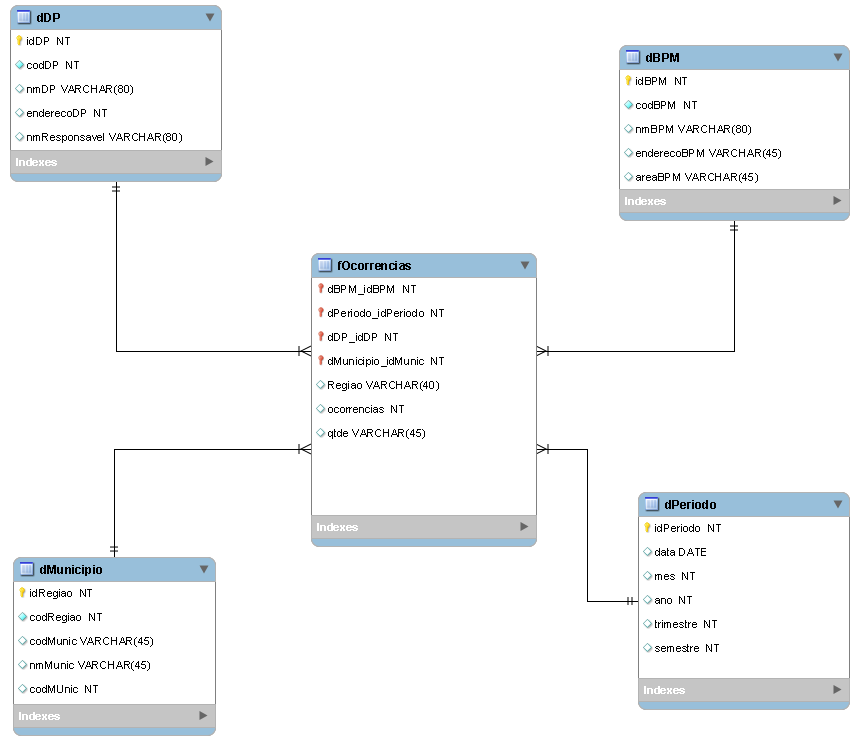 dDP
idDP NT
codDP NT
nmDP VARCHAR(80)
enderecoDP NT
nmResponsavel VARCHAR(80)
Indexes
dBPM
idBPM NT
codBPM NT
nmBPM VARCHAR(80)
enderecoBPM VARCHAR(45)
areaBPM VARCHAR(45)
Indexes
fOcorrencias
dBPM_idBPM NT
dPeriodo_idPeriodo NT
dDP_idDP NT
dMunicipio_idMunic NT
Regiao VARCHAR(40)
ocorrencias NT
qtde VARCHAR(45)
Indexes
dMunicipio
idRegiao NT
codRegiao NT
codMunic VARCHAR(45)
nmMunic VARCHAR(45)
codMUnic NT
Indexes
dPeriodo
idPeriodo NT
data DATE
mes NT
ano NT
trimestre NT
semestre NT
Indexes